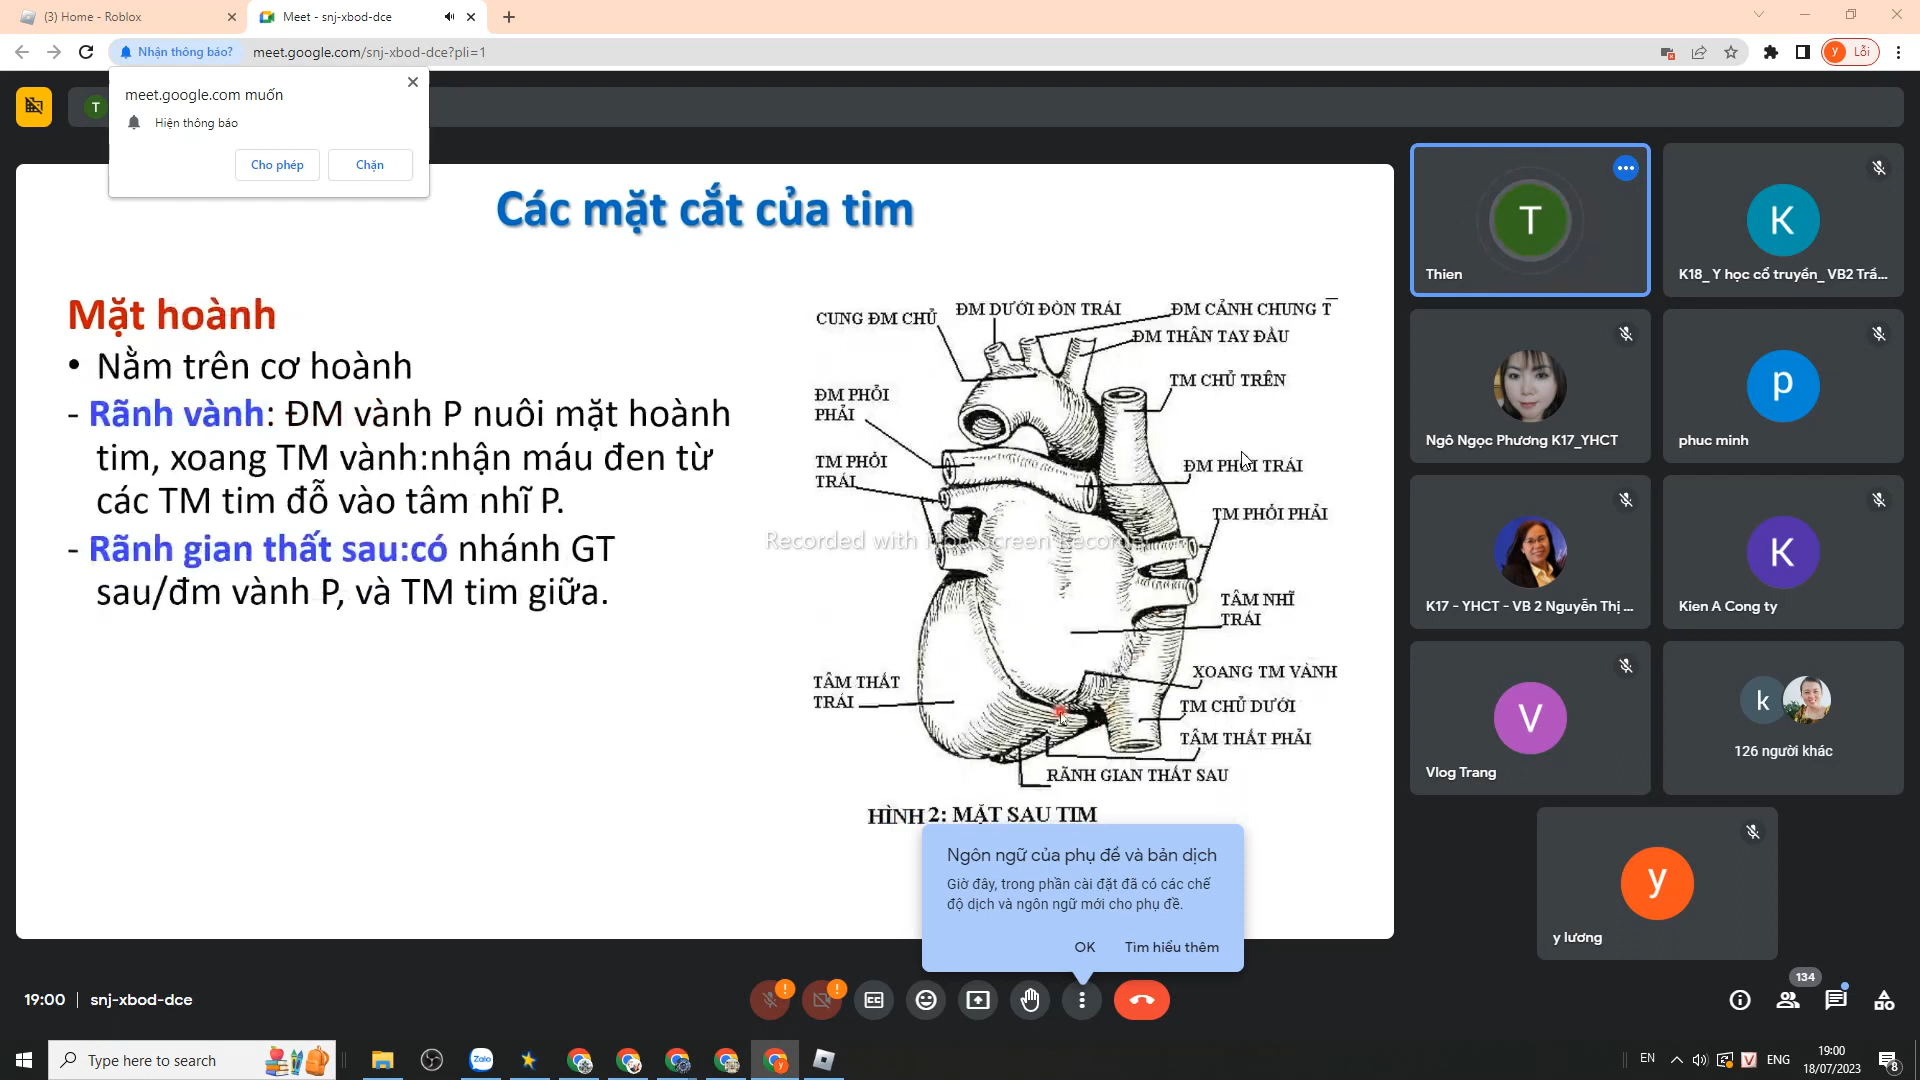 (3) Home - Roblox
Meet - snj-xbod-dce
Nhận thông báo?
meet.google.com/snj-xbod-dce?pli=1
y
Lỗi
meet.google.com muốn
Hiện thông báo
Cho phép
Chặn
T
Các mặt cắt của tim
Mặt hoành
• Nằm trên cơ hoành
- Rãnh vành: ĐM vành P nuôi mặt hoành
tim, xoang TM vành:nhận máu đen từ
các TM tim đỗ vào tâm nhĩ P.
- Rãnh gian thất sau:có nhánh GT
sau/đm vành P, và TM tim giữa.
CUNG ĐM CHỦ
ĐM DƯỚI ĐÒN TRÁI
ĐM CẢNH CHUNG T
ĐM THÂN TAY ĐẦU
TM CHỦ TRÊN
ĐM PHỔI
PHẢI
TM PHỔI
TRÁI
ĐM PHỔI TRÁI
TM PHỔI PHẢI
Recorded with iTop Screen Recorder
TÂM NHĨ
TRÁI
XOANG TM VÀNH
TÂM THẤT
TRÁI
TM CHỦ DƯỚI
TÂM THẤT PHẢI
RÃNH GIAN THẤT SAU
HÌNH 2: MẶT SAU TIM
Ngôn ngữ của phụ đề và bản dịch
Giờ đây, trong phần cài đặt đã có các chế
độ dịch và ngôn ngữ mới cho phụ đề.
OK
Tìm hiểu thêm
T
Thien
K
K18_Y học cổ truyền_ VB2 Trầ...
Ngô Ngọc Phương K17_YHCT
p
phuc minh
K17 - YHCT - VB 2 Nguyễn Thị ...
K
Kien A Cong ty
V
Vlog Trang
k
126 người khác
y
y lương
19:00
snj-xbod-dce
134
Type here to search
Zalo
EN
V
ENG
19:00
18/07/2023
8